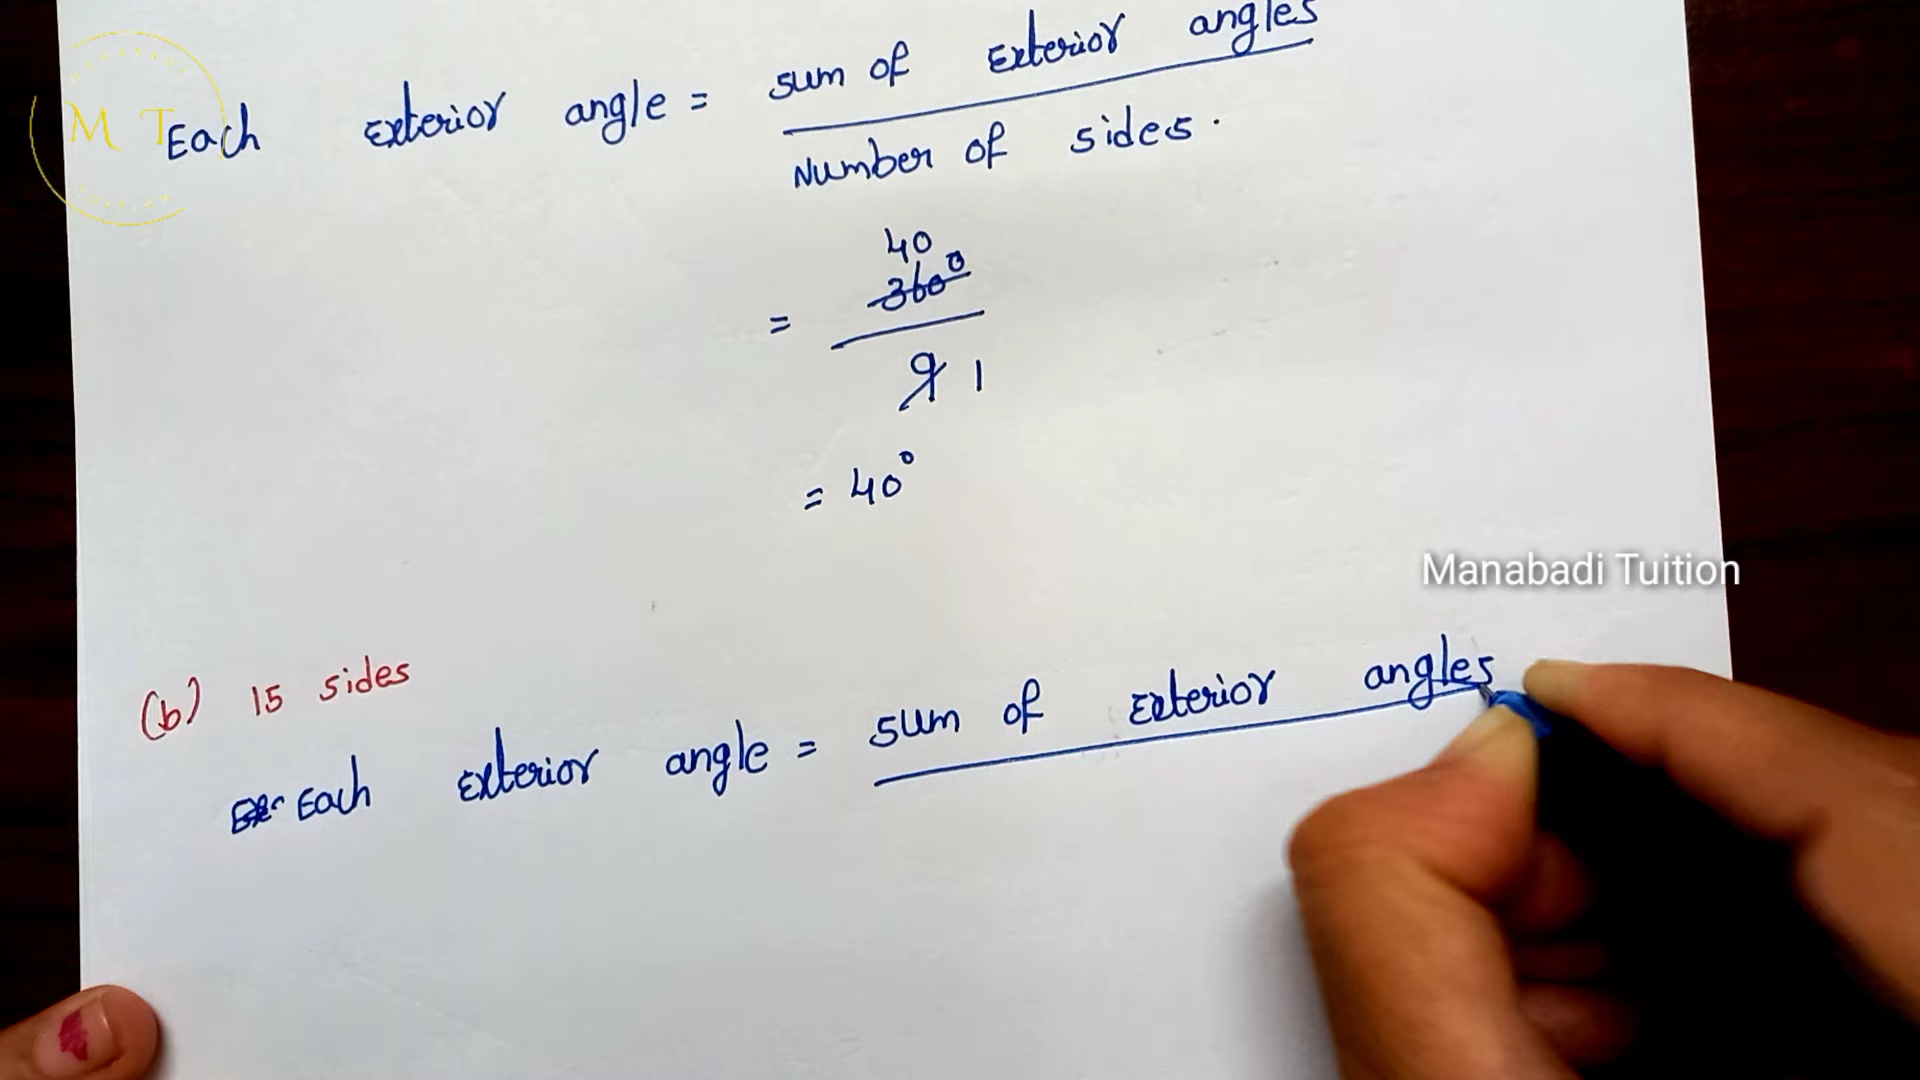 Each exterior angle = sum of Exterior angles
Number of sides.
40
= 360°
9 1
= 40°
Manabadi Tuition
(b) 15 sides
Each exterior angle = sum of Exterior angles
M T